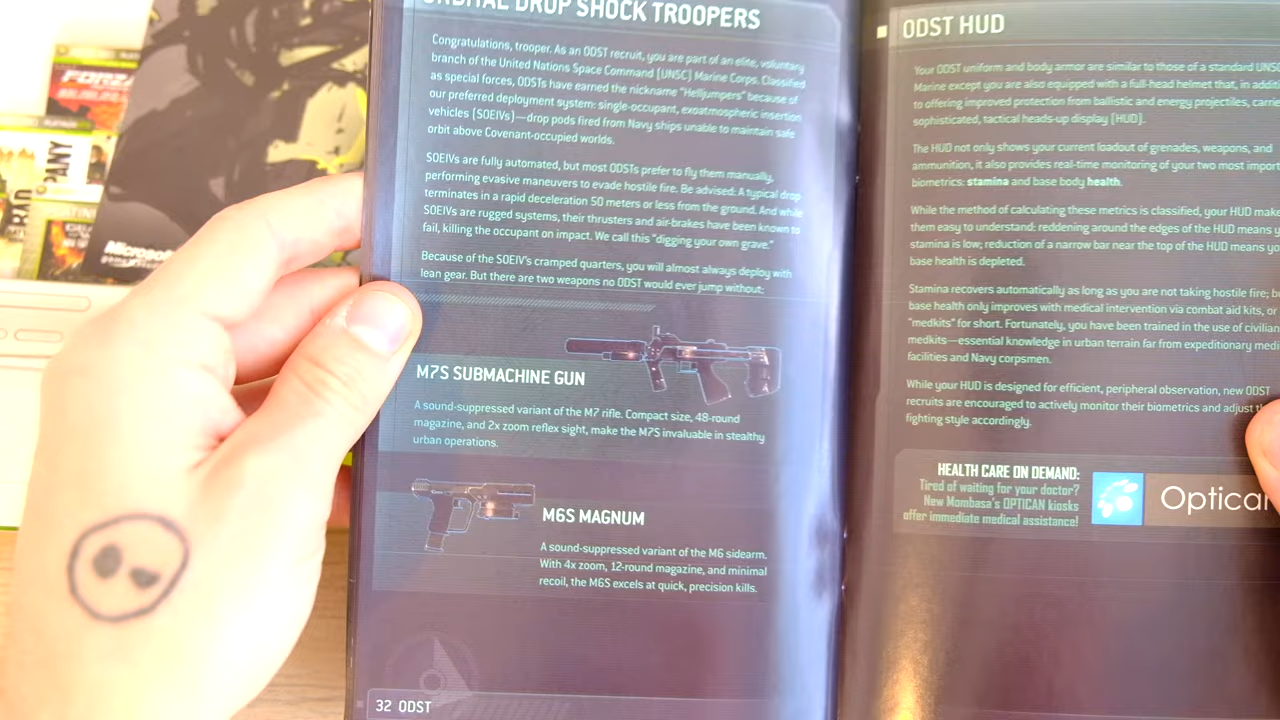 ORBITAL DROP SHOCK TROOPERS
Congratulations, trooper. As an ODST recruit, you are part of an elite, voluntary
branch of the United Nations Space Command (UNSC) Marine Corps. Classified
as special forces, ODSTs have earned the nickname "Helljumpers" because of
our preferred deployment system: single-occupant, exoatmospheric insertion
vehicles (SOEIVs)—drop pods fired from Navy ships unable to maintain safe
orbit above Covenant-occupied worlds.
SOEIVs are fully automated, but most ODSTs prefer to fly them manually,
performing evasive maneuvers to evade hostile fire. Be advised: A typical drop
terminates in a rapid deceleration 50 meters or less from the ground. And while
SOEIVs are rugged systems, their thrusters and air-brakes have been known to
fail, killing the occupant on impact. We call this "digging your own grave."
Because of the SOEIV's cramped quarters, you will almost always deploy with
lean gear. But there are two weapons no ODST would ever jump without:
M7S SUBMACHINE GUN
A sound-suppressed variant of the M7 rifle. Compact size, 48-round
magazine, and 2x zoom reflex sight, make the M7S invaluable in stealthy
urban operations.
M6S MAGNUM
A sound-suppressed variant of the M6 sidearm.
With 4x zoom, 12-round magazine, and minimal
recoil, the M6S excels at quick, precision kills.
32 ODST
ODST HUD
Your ODST uniform and body armor are similar to those of a standard UNSC
Marine except you are also equipped with a full-head helmet that, in additi
to offering improved protection from ballistic and energy projectiles, carrie
sophisticated, tactical heads-up display (HUD).
The HUD not only shows your current loadout of grenades, weapons, and
ammunition, it also provides real-time monitoring of your two most import
biometrics: stamina and base body health.
While the method of calculating these metrics is classified, your HUD make
them easy to understand: reddening around the edges of the HUD means y
stamina is low; reduction of a narrow bar near the top of the HUD means yo
base health is depleted.
Stamina recovers automatically as long as you are not taking hostile fire; b
base health only improves with medical intervention via combat aid kits, or
"medkits" for short. Fortunately, you have been trained in the use of civilian
medkits—essential knowledge in urban terrain far from expeditionary medi
facilities and Navy corpsmen.
While your HUD is designed for efficient, peripheral observation, new ODST
recruits are encouraged to actively monitor their biometrics and adjust t
fighting style accordingly.
HEALTH CARE ON DEMAND:
Tired of waiting for your doctor?
New Mombasa's OPTICAN kiosks
offer immediate medical assistance!
Optican
FORZA
BAD COMPANY
Microsoft